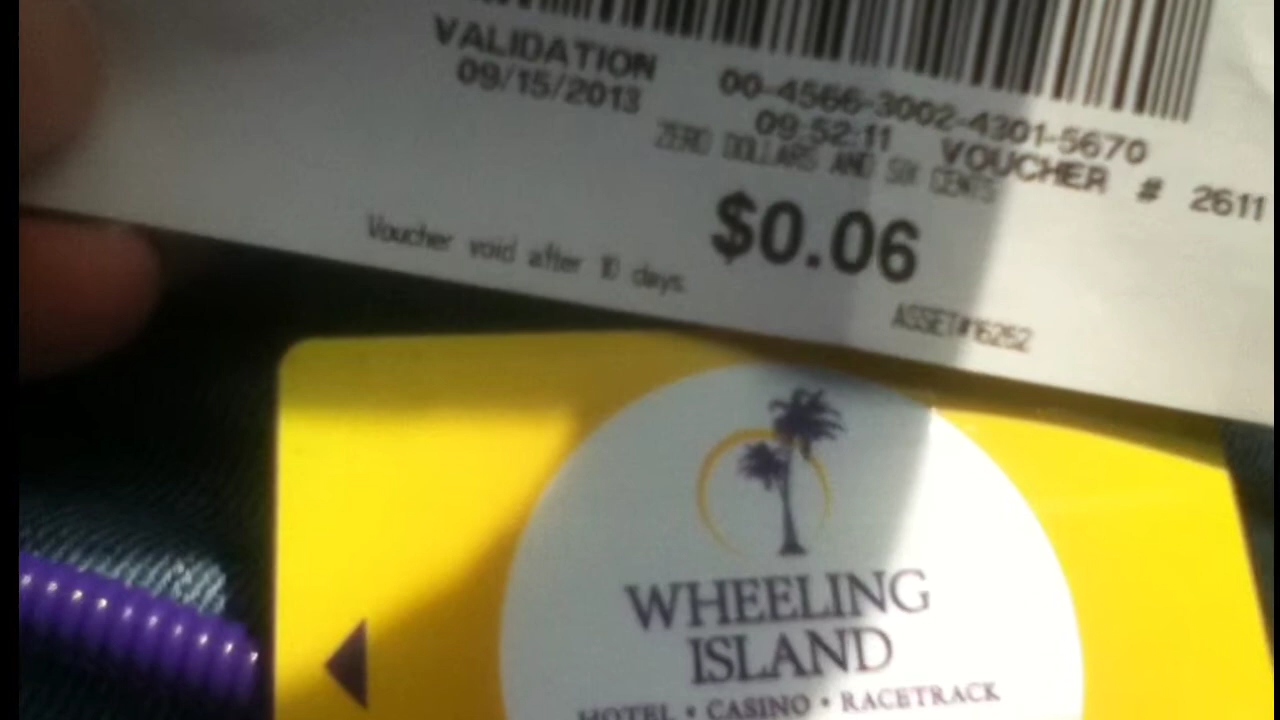 VALIDATION 00-4566-3002-4301-5670
09/15/2013 09:52:11 VOUCHER # 2611
ZERO DOLLARS AND SIX CENTS
$0.06
Voucher void after 10 days.
ASSET#16252
WHEELING
ISLAND
HOTEL • CASINO • RACETRACK